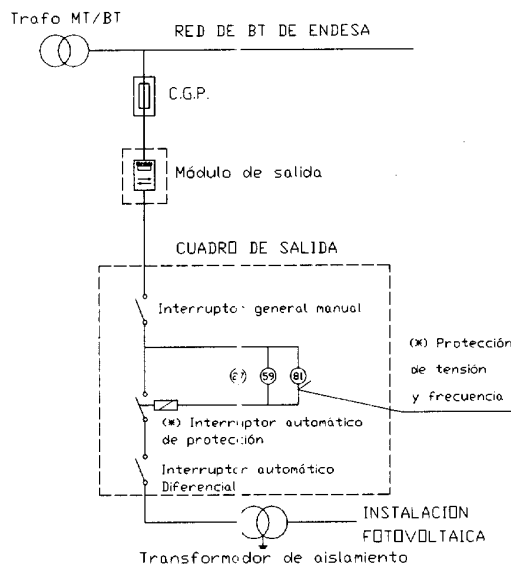 Trafo MT/BT
RED DE BT DE ENDESA
C.G.P.
Módulo de salida
CUADRO DE SALIDA
Interruptor general manual
(*) Protección
de tensión
y frecuencia
27 59 81
(*) Interruptor automático
de protección
Interruptor automático
Diferencial
INSTALACION
FOTOVOLTAICA
Transformador de aislamiento